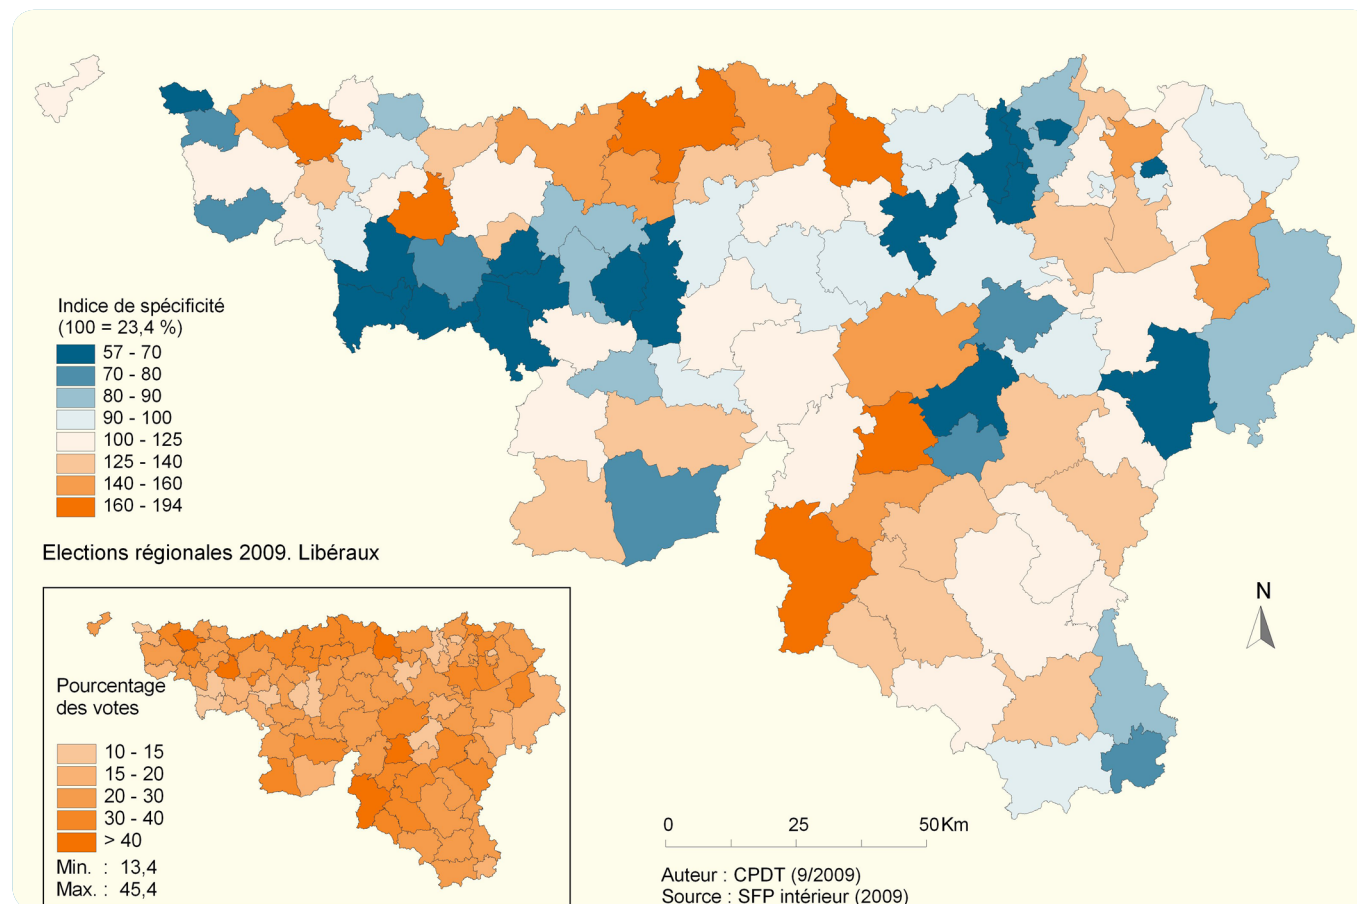 Indice de spécificité
(100 = 23,4 %)
57 - 70
70 - 80
80 - 90
90 - 100
100 - 125
125 - 140
140 - 160
160 - 194
Elections régionales 2009. Libéraux
Pourcentage
des votes
10 - 15
15 - 20
20 - 30
30 - 40
> 40
Min. : 13,4
Max. : 45,4
N
0 25 50 Km
Auteur : CPDT (9/2009)
Source : SFP intérieur (2009)